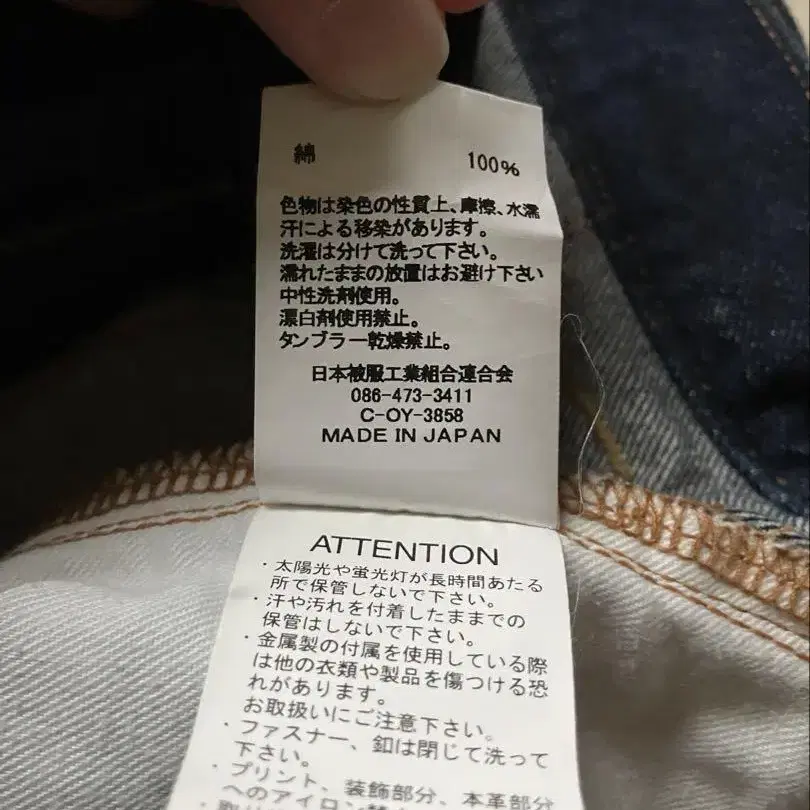 綿 100%
色物は染色の性質上、摩擦、水濡
汗による移染があります。
洗濯は分けて洗って下さい。
濡れたままの放置はお避け下さい
中性洗剤使用。
漂白剤使用禁止。
タンブラー乾燥禁止。
日本被服工業組合連合会
086-473-3411
C-OY-3858
MADE IN JAPAN
ATTENTION
・太陽光や蛍光灯が長時間あたる
所で保管しないで下さい。
・汗や汚れを付着したままでの
保管はしないで下さい。
・金属製の付属を使用している際
は他の衣類や製品を傷つける恐
れがあります。
お取扱いにご注意下さい。
・ファスナー、釦は閉じて洗って
下さい。
・プリント、装飾部分、本革部分
へのアイロン